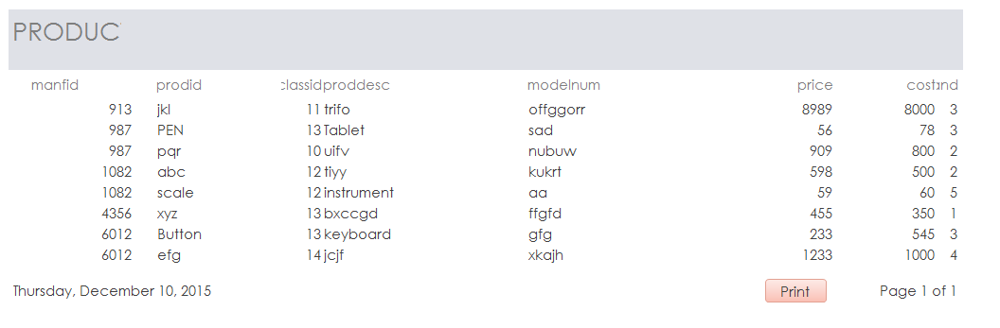 PRODUC
manfid prodid classid proddesc modelnum price cost and
913 jkl 11 trifo offggorr 8989 8000 3
987 PEN 13 Tablet sad 56 78 3
987 pqr 10 uifv nubuw 909 800 2
1082 abc 12 tiyy kukrt 598 500 2
1082 scale 12 instrument aa 59 60 5
4356 xyz 13 bxccgd ffgfd 455 350 1
6012 Button 13 keyboard gfg 233 545 3
6012 efg 14 jcjf xkajh 1233 1000 4
Thursday, December 10, 2015 Print Page 1 of 1